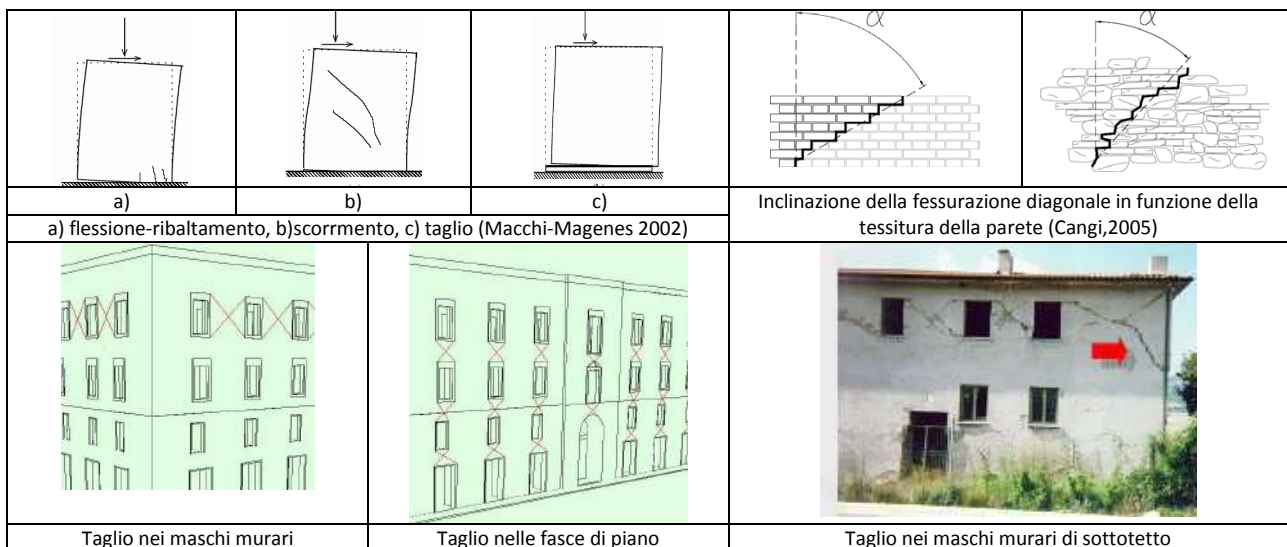 α
α
a)
b)
c)
a) flessione-ribaltamento, b)scorrmento, c) taglio (Macchi-Magenes 2002)
Inclinazione della fessurazione diagonale in funzione della
tessitura della parete (Cangi,2005)
Taglio nei maschi murari
Taglio nelle fasce di piano
Taglio nei maschi murari di sottotetto